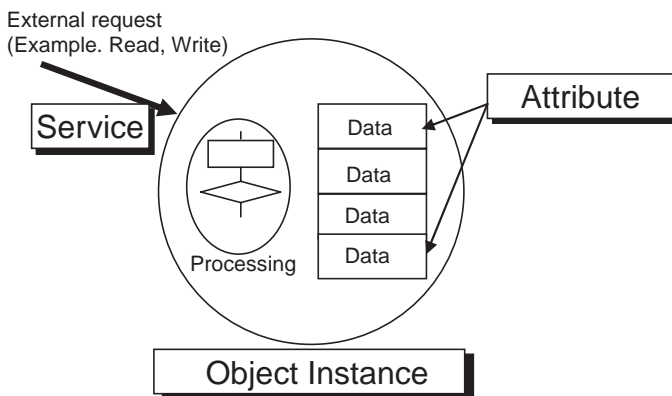 External request
(Example. Read, Write)
Service
Attribute
Data
Data
Data
Data
Processing
Object Instance